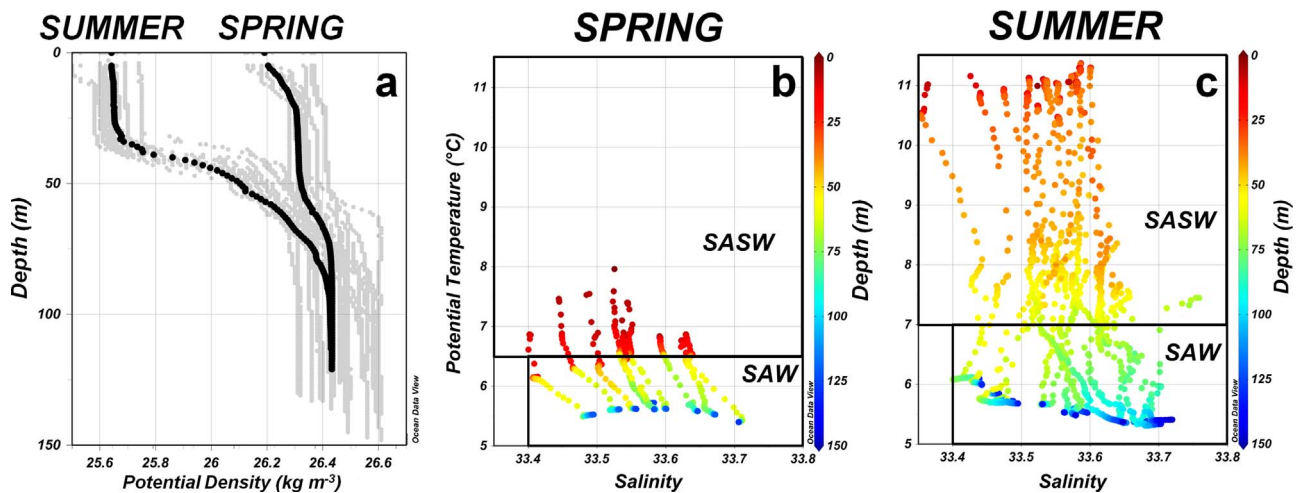 SUMMER SPRING
a
0
50
100
150
Depth (m)
25.6 25.8 26 26.2 26.4 26.6
Potential Density (kg m⁻³)
Ocean Data View
SPRING
b
11
10
9
8
7
6
5
Potential Temperature (°C)
SASW
SAW
33.4 33.5 33.6 33.7 33.8
Salinity
Ocean Data View
0
25
50
75
100
125
150
Depth (m)
SUMMER
c
11
10
9
8
7
6
5
SASW
SAW
33.4 33.5 33.6 33.7 33.8
Salinity
Ocean Data View
0
25
50
75
100
125
150
Depth (m)